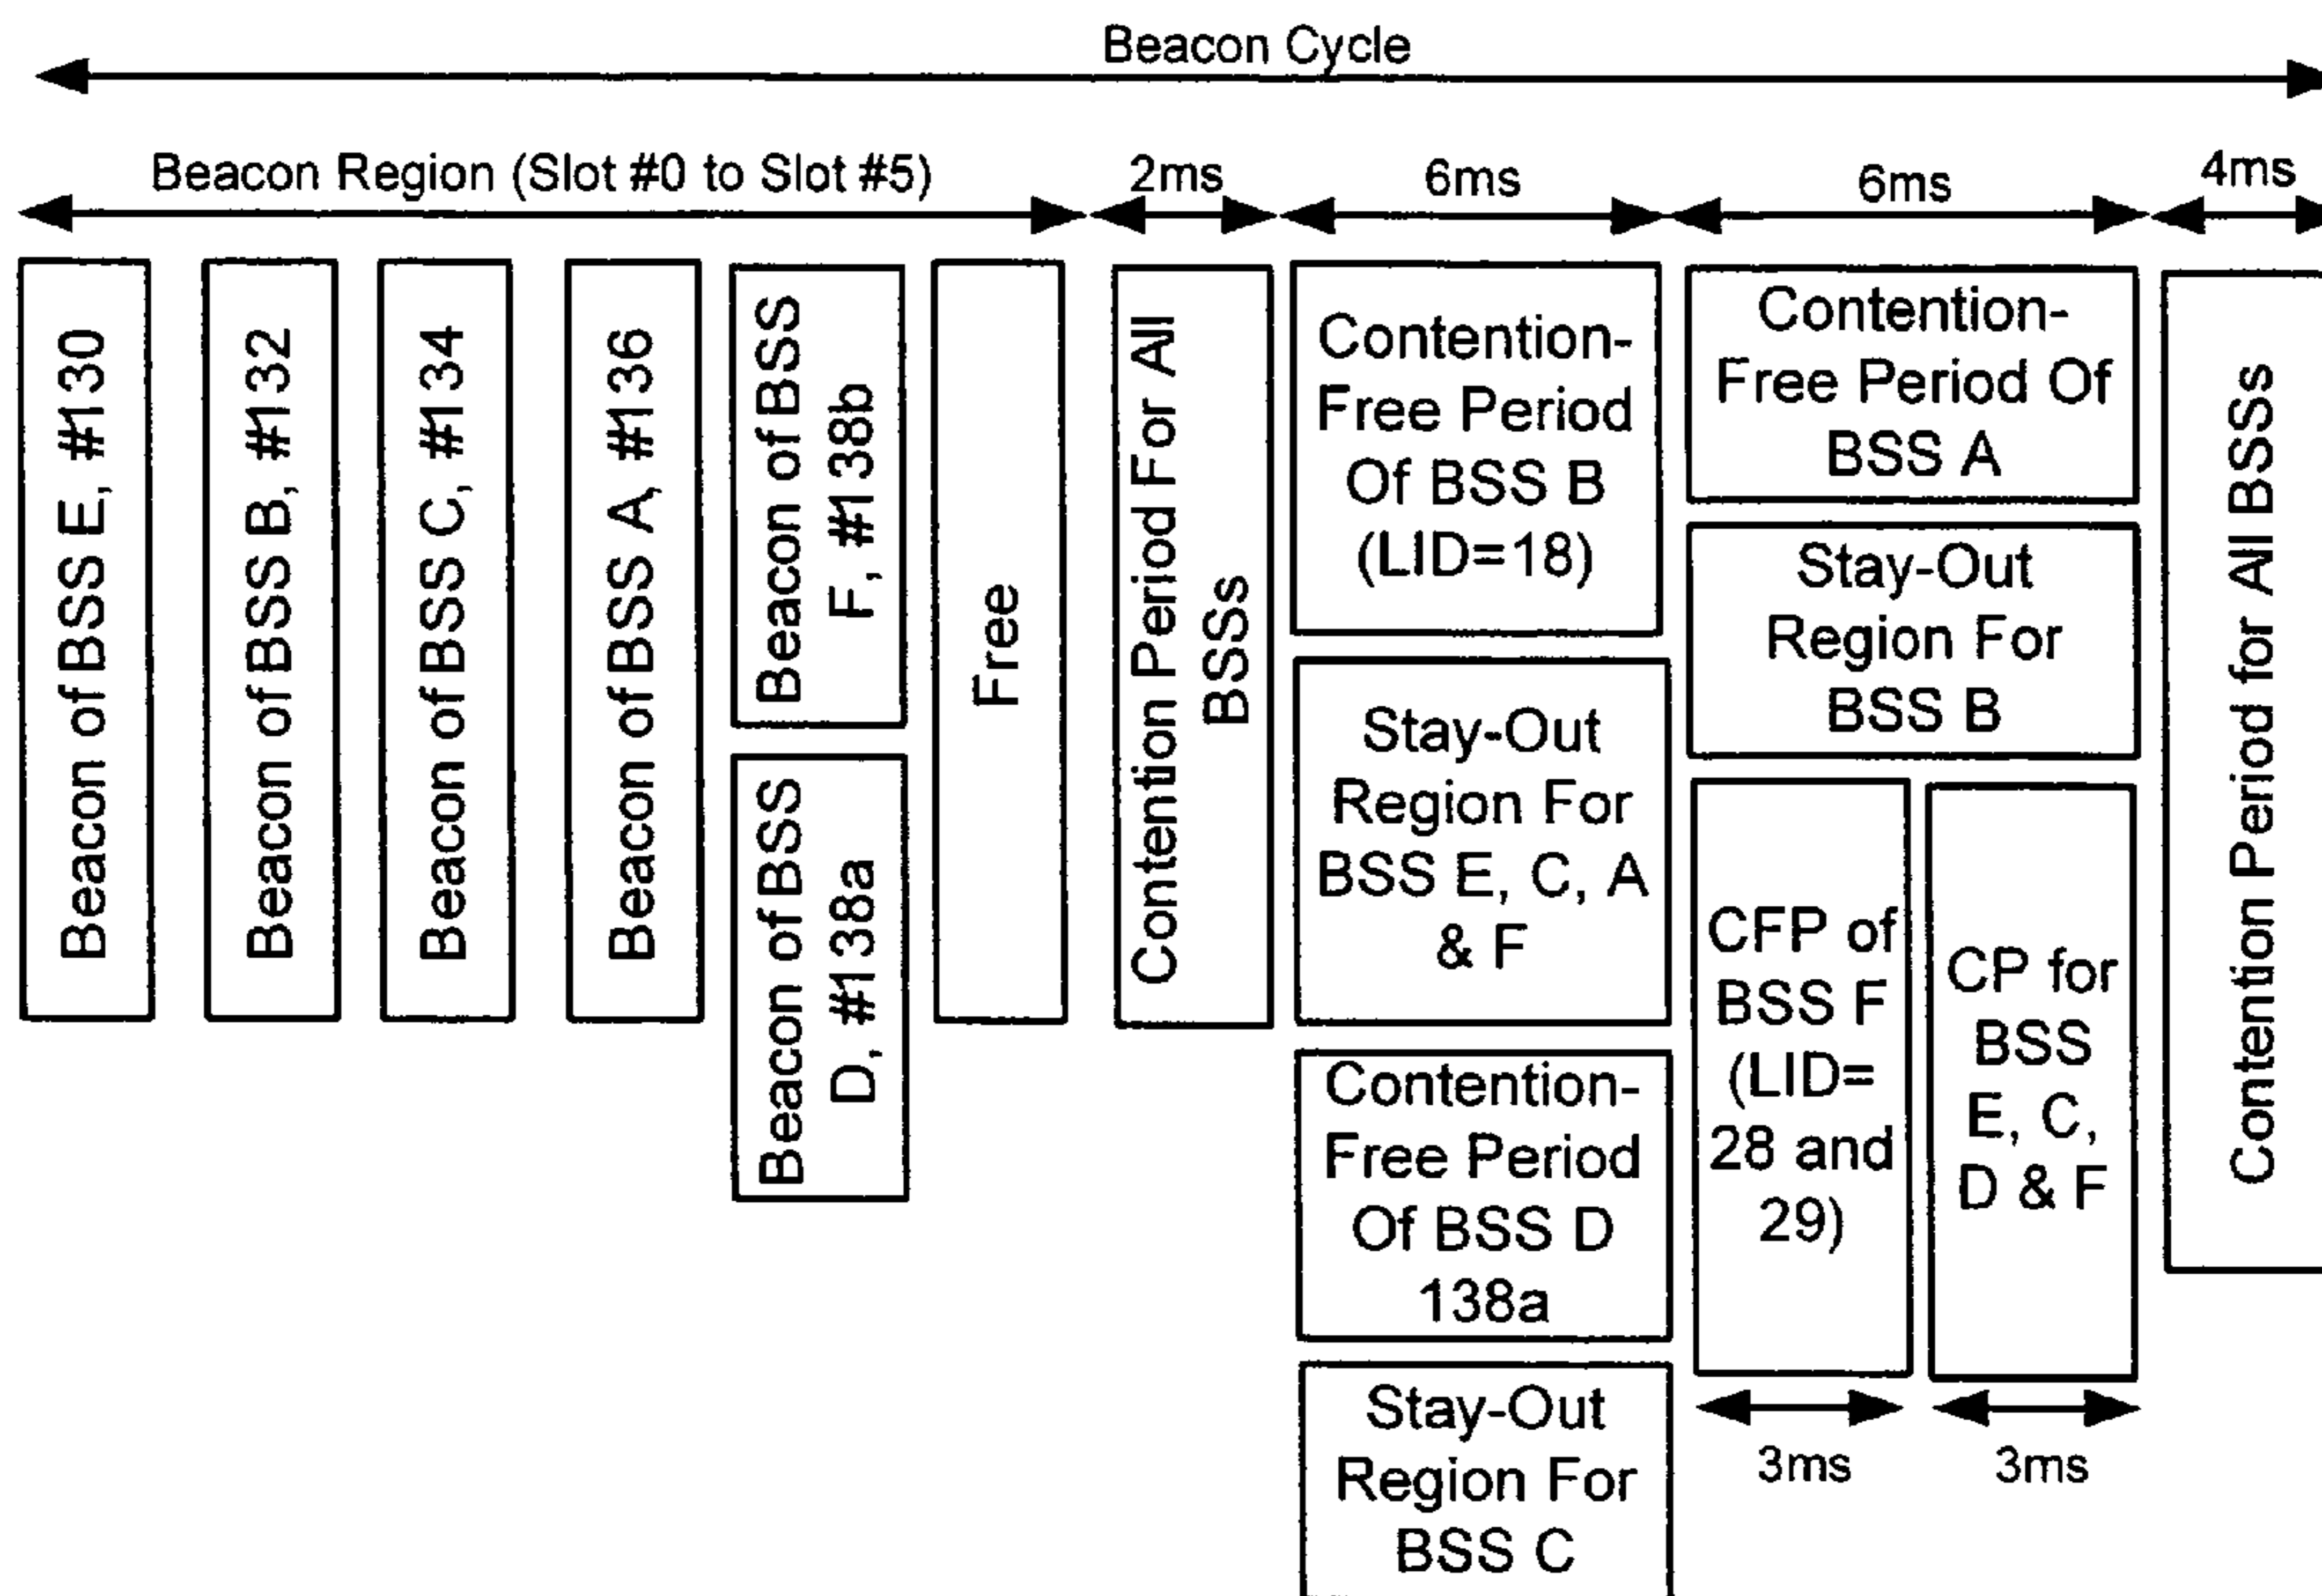 Beacon Cycle
Beacon Region (Slot #0 to Slot #5)
2ms
6ms
6ms
4ms
Beacon of BSS E, #130
Beacon of BSS B, #132
Beacon of BSS C, #134
Beacon of BSS A, #136
Beacon of BSS
F, #138b
Beacon of BSS
D, #138a
Free
Contention Period For All
BSSs
Contention-
Free Period
Of BSS B
(LID=18)
Stay-Out
Region For
BSS E, C, A
& F
Contention-
Free Period
Of BSS D
138a
Stay-Out
Region For
BSS C
Contention-
Free Period Of
BSS A
Stay-Out
Region For
BSS B
CFP of
BSS F
(LID=
28 and
29)
CP for
BSS
E, C,
D & F
3ms
3ms
Contention Period for All BSSs